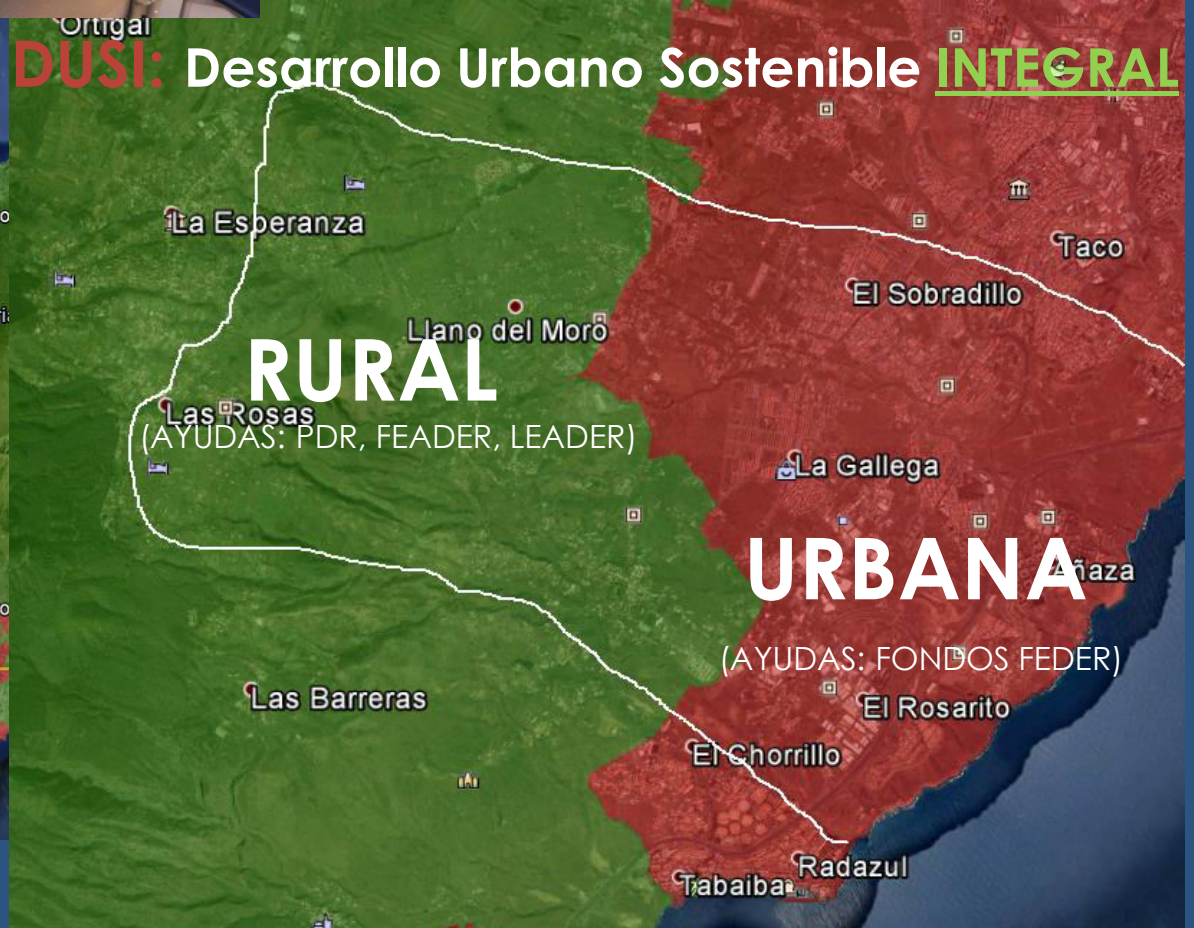 Ortigal
DUSI: Desarrollo Urbano Sostenible INTEGRAL
La Esperanza
Taco
El Sobradillo
Llano del Moro
RURAL
Las Rosas
(AYUDAS: PDR, FEADER, LEADER)
La Gallega
URBANA
Añaza
(AYUDAS: FONDOS FEDER)
Las Barreras
El Rosarito
El Chorrillo
Radazul
Tabaiba